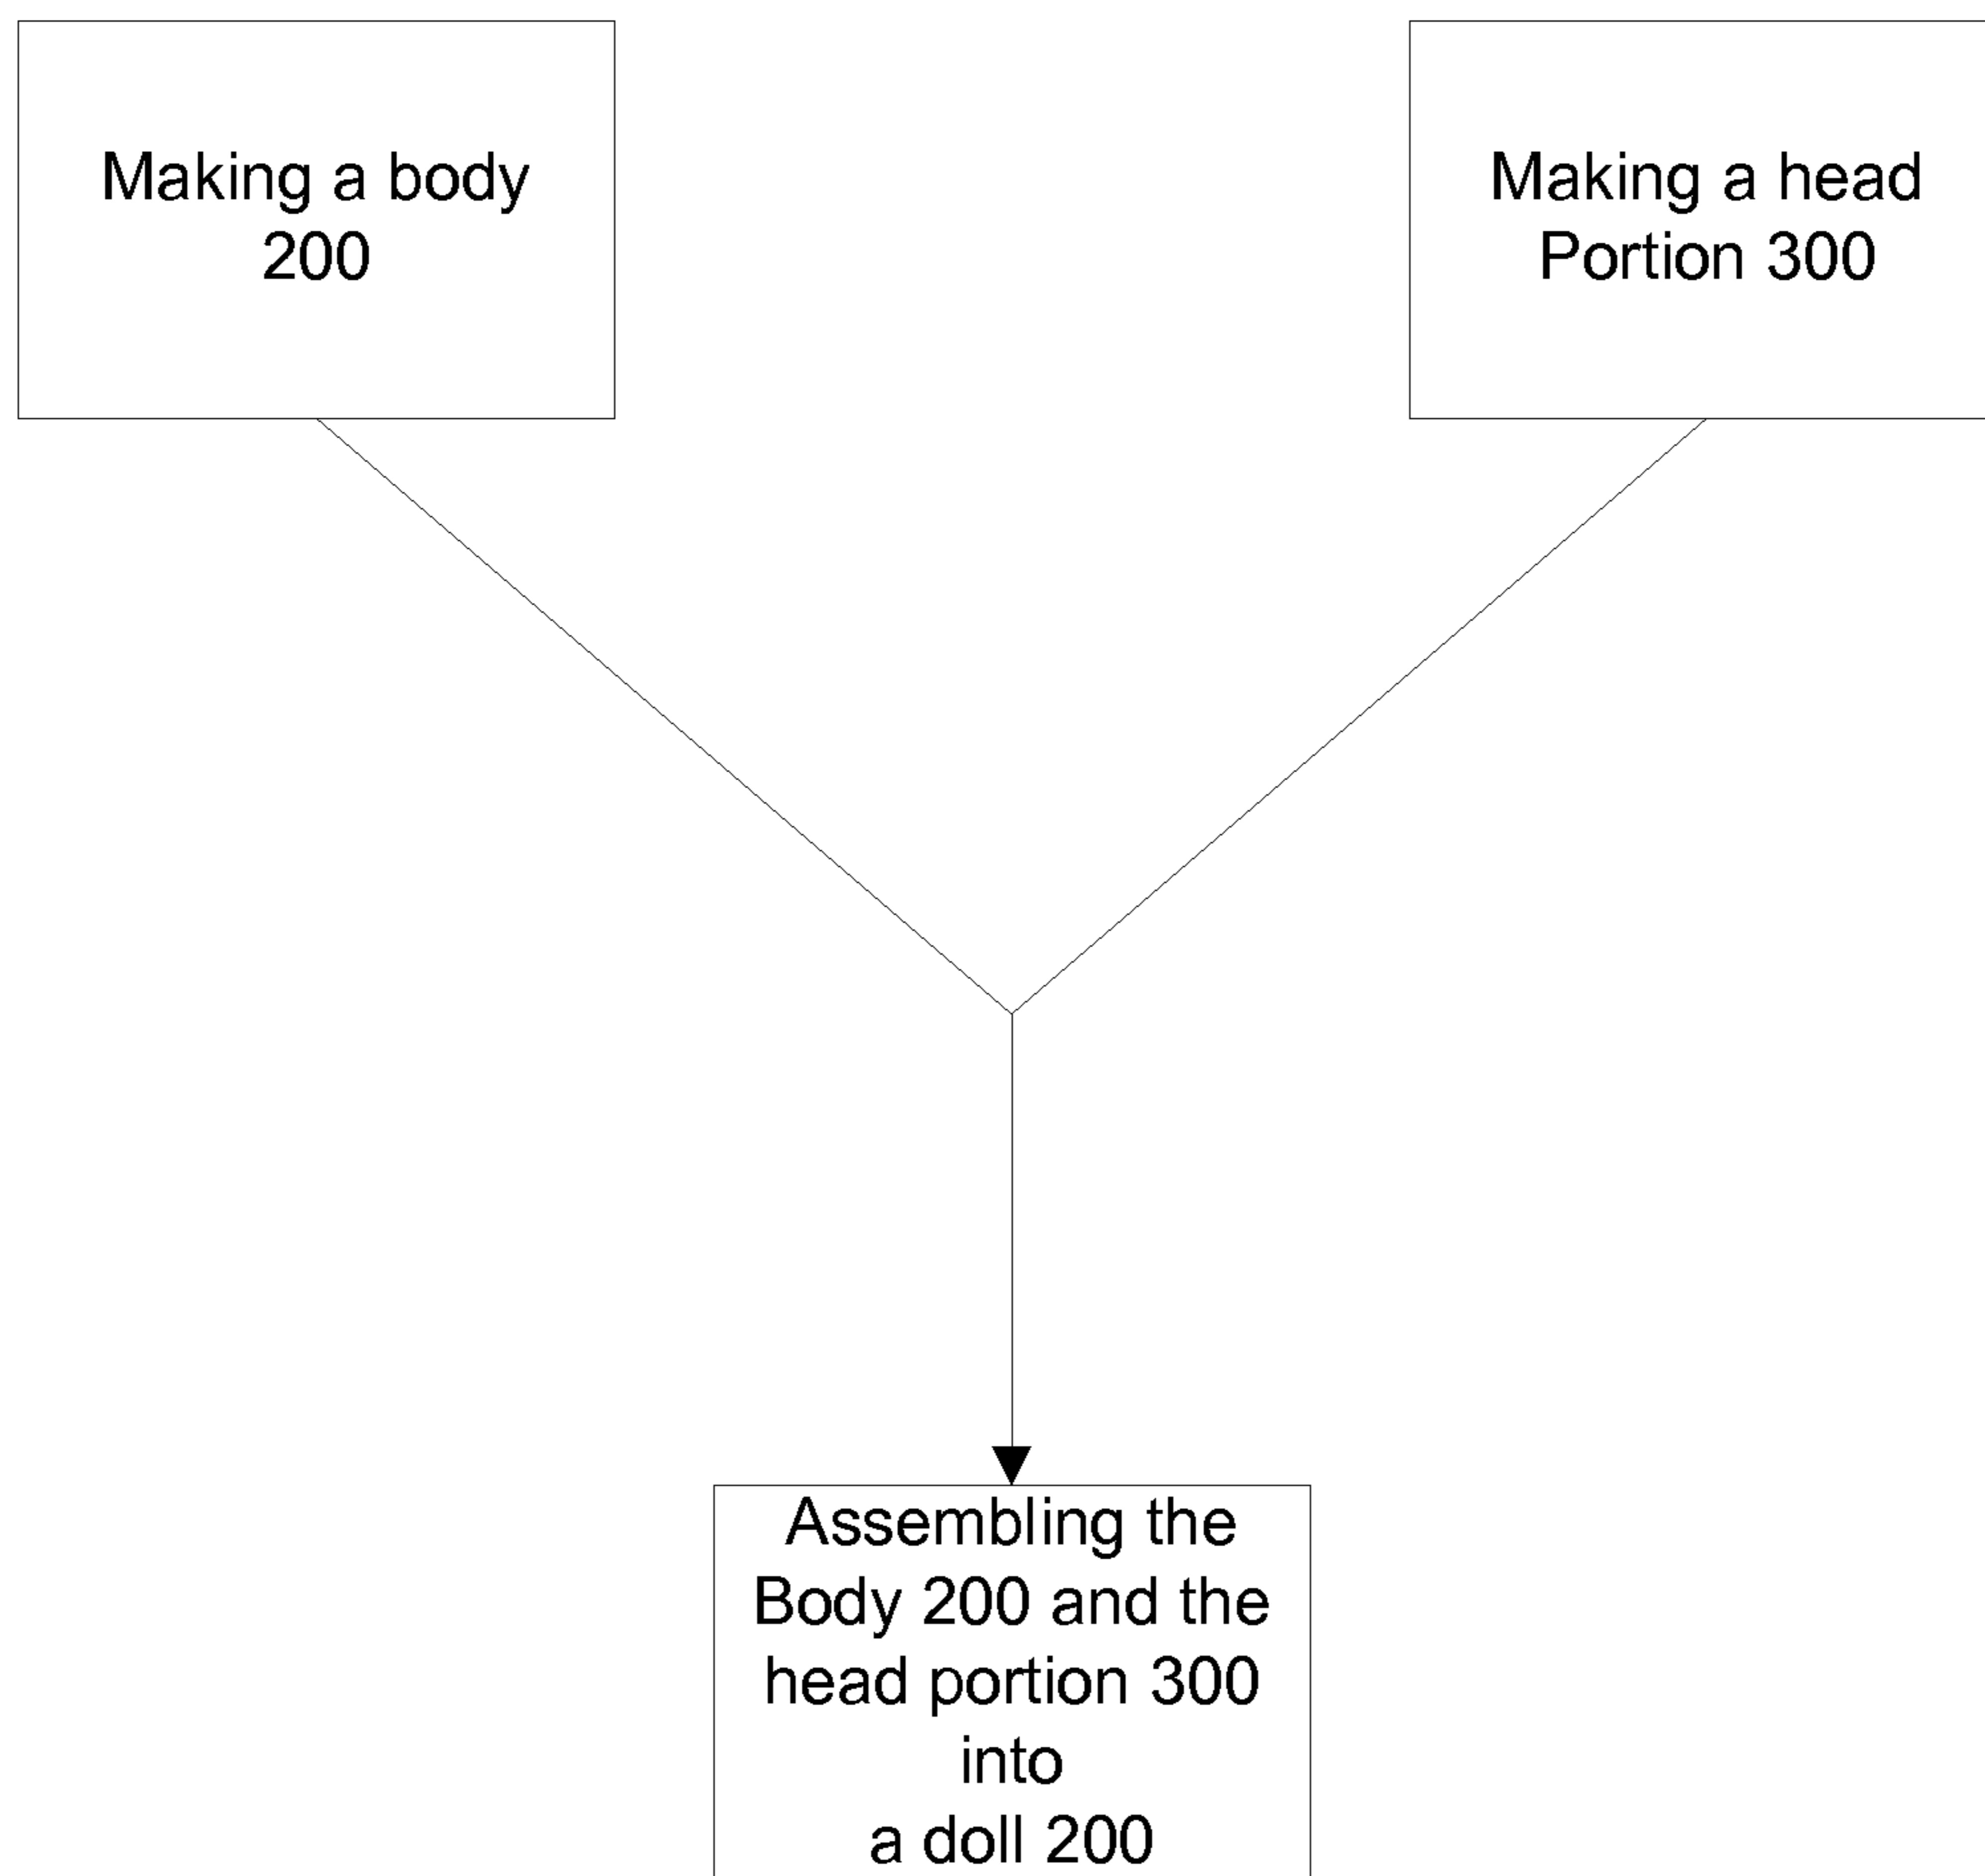 Making a body
200
Making a head
Portion 300
Assembling the
Body 200 and the
head portion 300
into
a doll 200